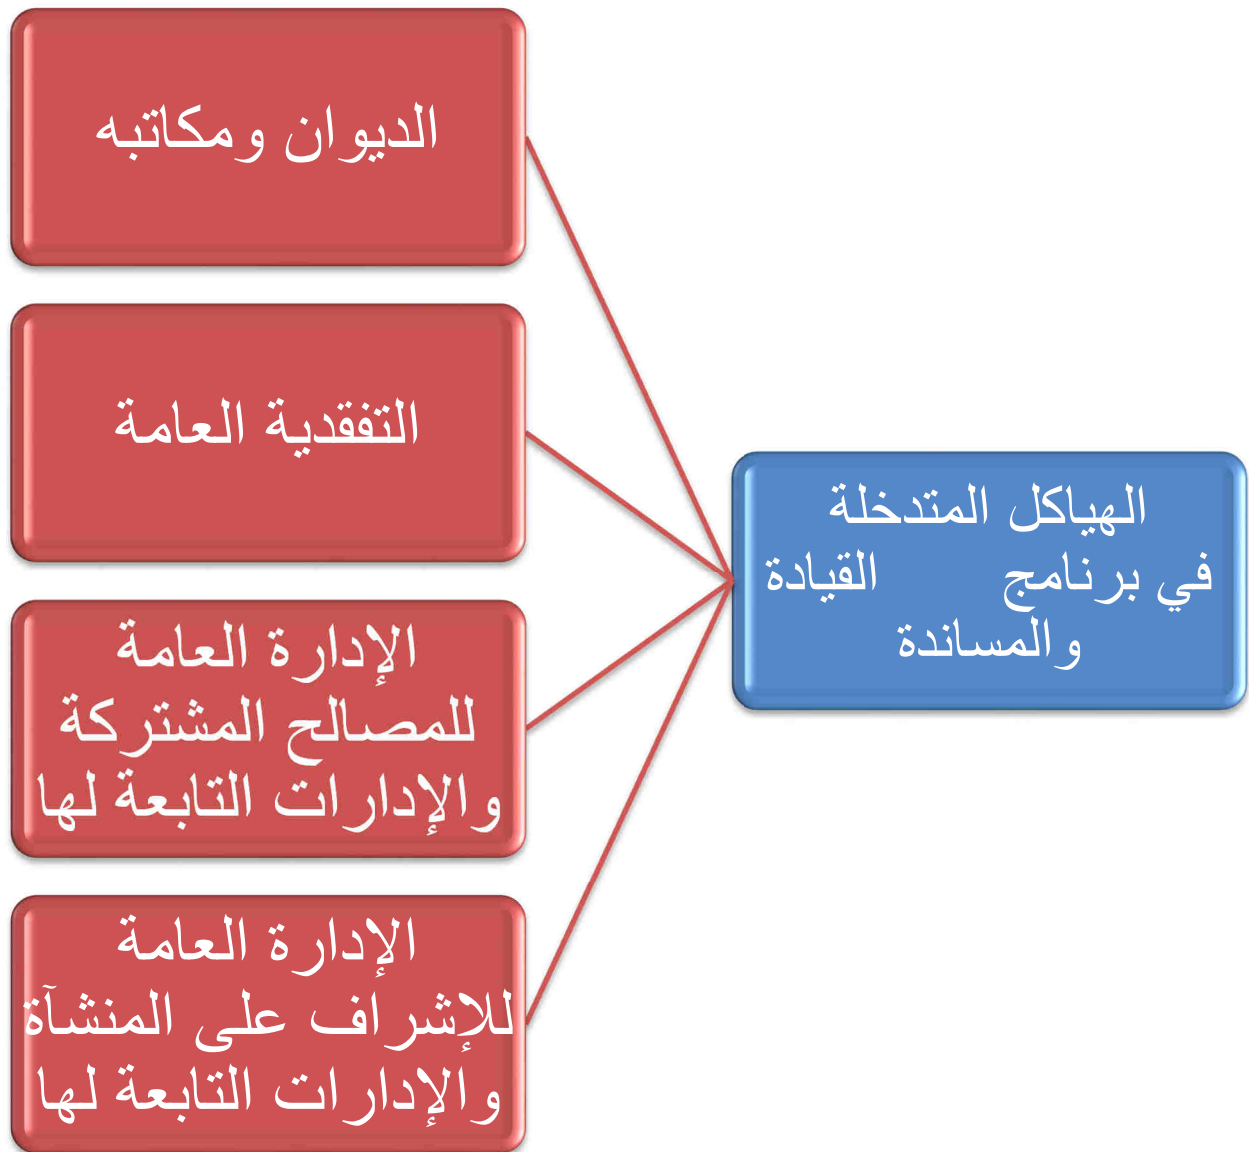 الهياكل المتدخلة
في برنامج القيادة
والمساندة
الديوان ومكاتبه
التفقدية العامة
الإدارة العامة
للمصالح المشتركة
والإدارات التابعة لها
الإدارة العامة
للإشراف على المنشآة
والإدارات التابعة لها